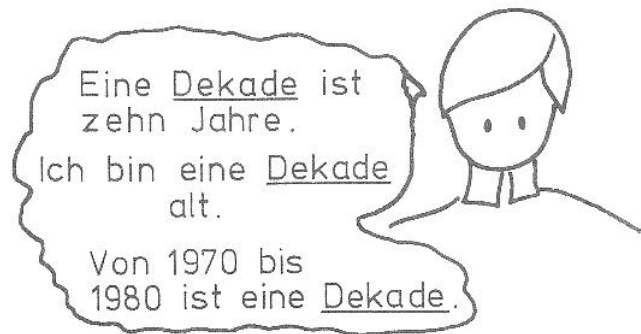 Eine Dekade ist
zehn Jahre.
Ich bin eine Dekade
alt.
Von 1970 bis
1980 ist eine Dekade.